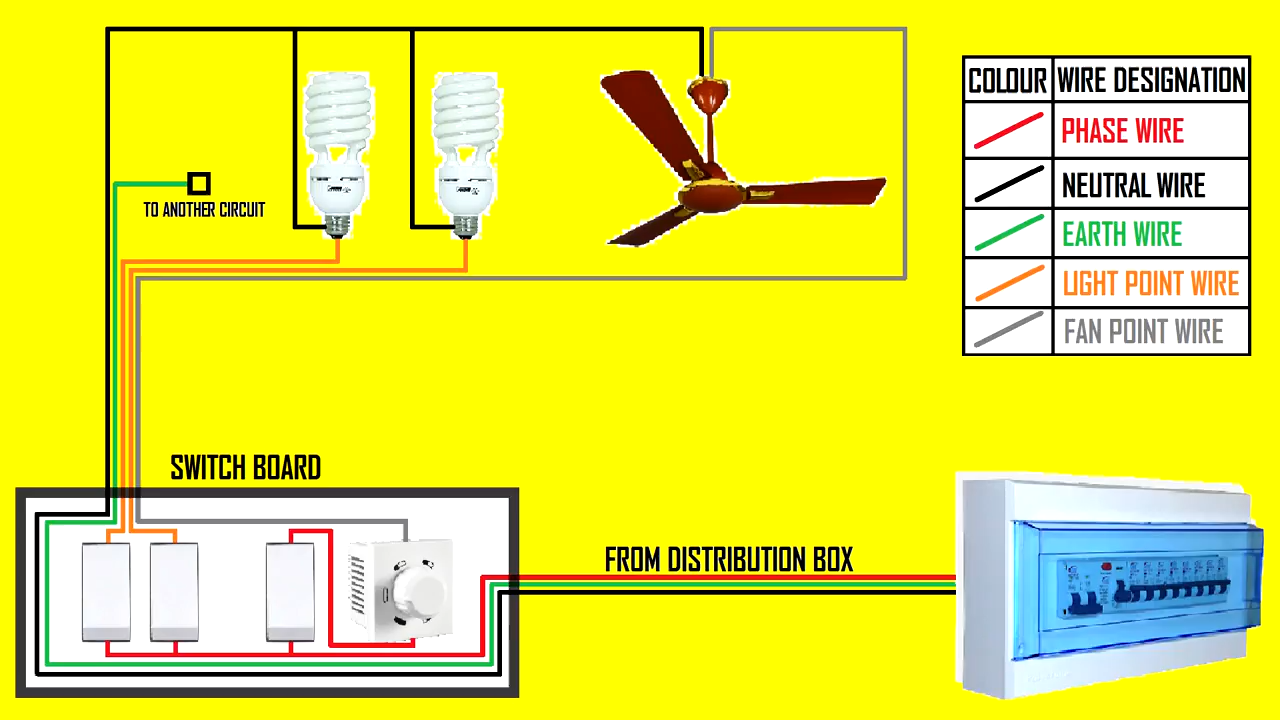 COLOUR WIRE DESIGNATION
PHASE WIRE
NEUTRAL WIRE
EARTH WIRE
LIGHT POINT WIRE
FAN POINT WIRE
TO ANOTHER CIRCUIT
SWITCH BOARD
FROM DISTRIBUTION BOX